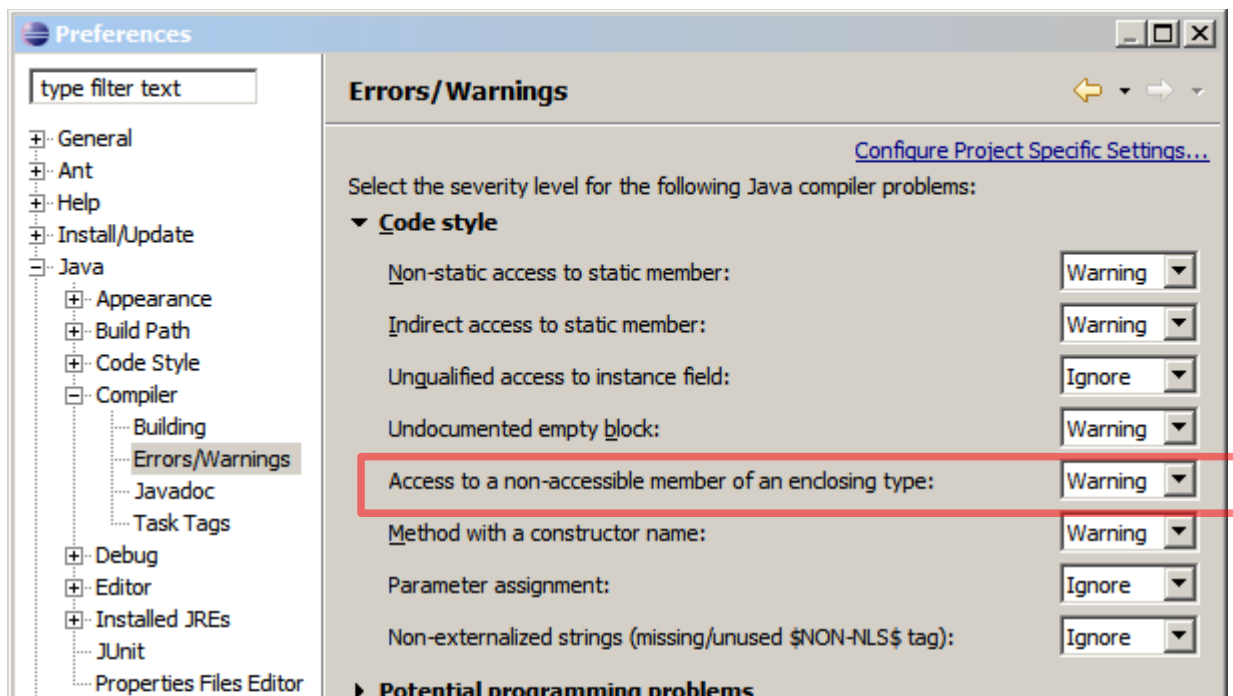 Preferences
type filter text
General
Ant
Help
Install/Update
Java
Appearance
Build Path
Code Style
Compiler
Building
Errors/Warnings
Javadoc
Task Tags
Debug
Editor
Installed JREs
JUnit
Properties Files Editor
Errors/Warnings
Configure Project Specific Settings...
Select the severity level for the following Java compiler problems:
Code style
Non-static access to static member: Warning
Indirect access to static member: Warning
Unqualified access to instance field: Ignore
Undocumented empty block: Warning
Access to a non-accessible member of an enclosing type: Warning
Method with a constructor name: Warning
Parameter assignment: Ignore
Non-externalized strings (missing/unused $NON-NLS$ tag): Ignore
Potential programming problems